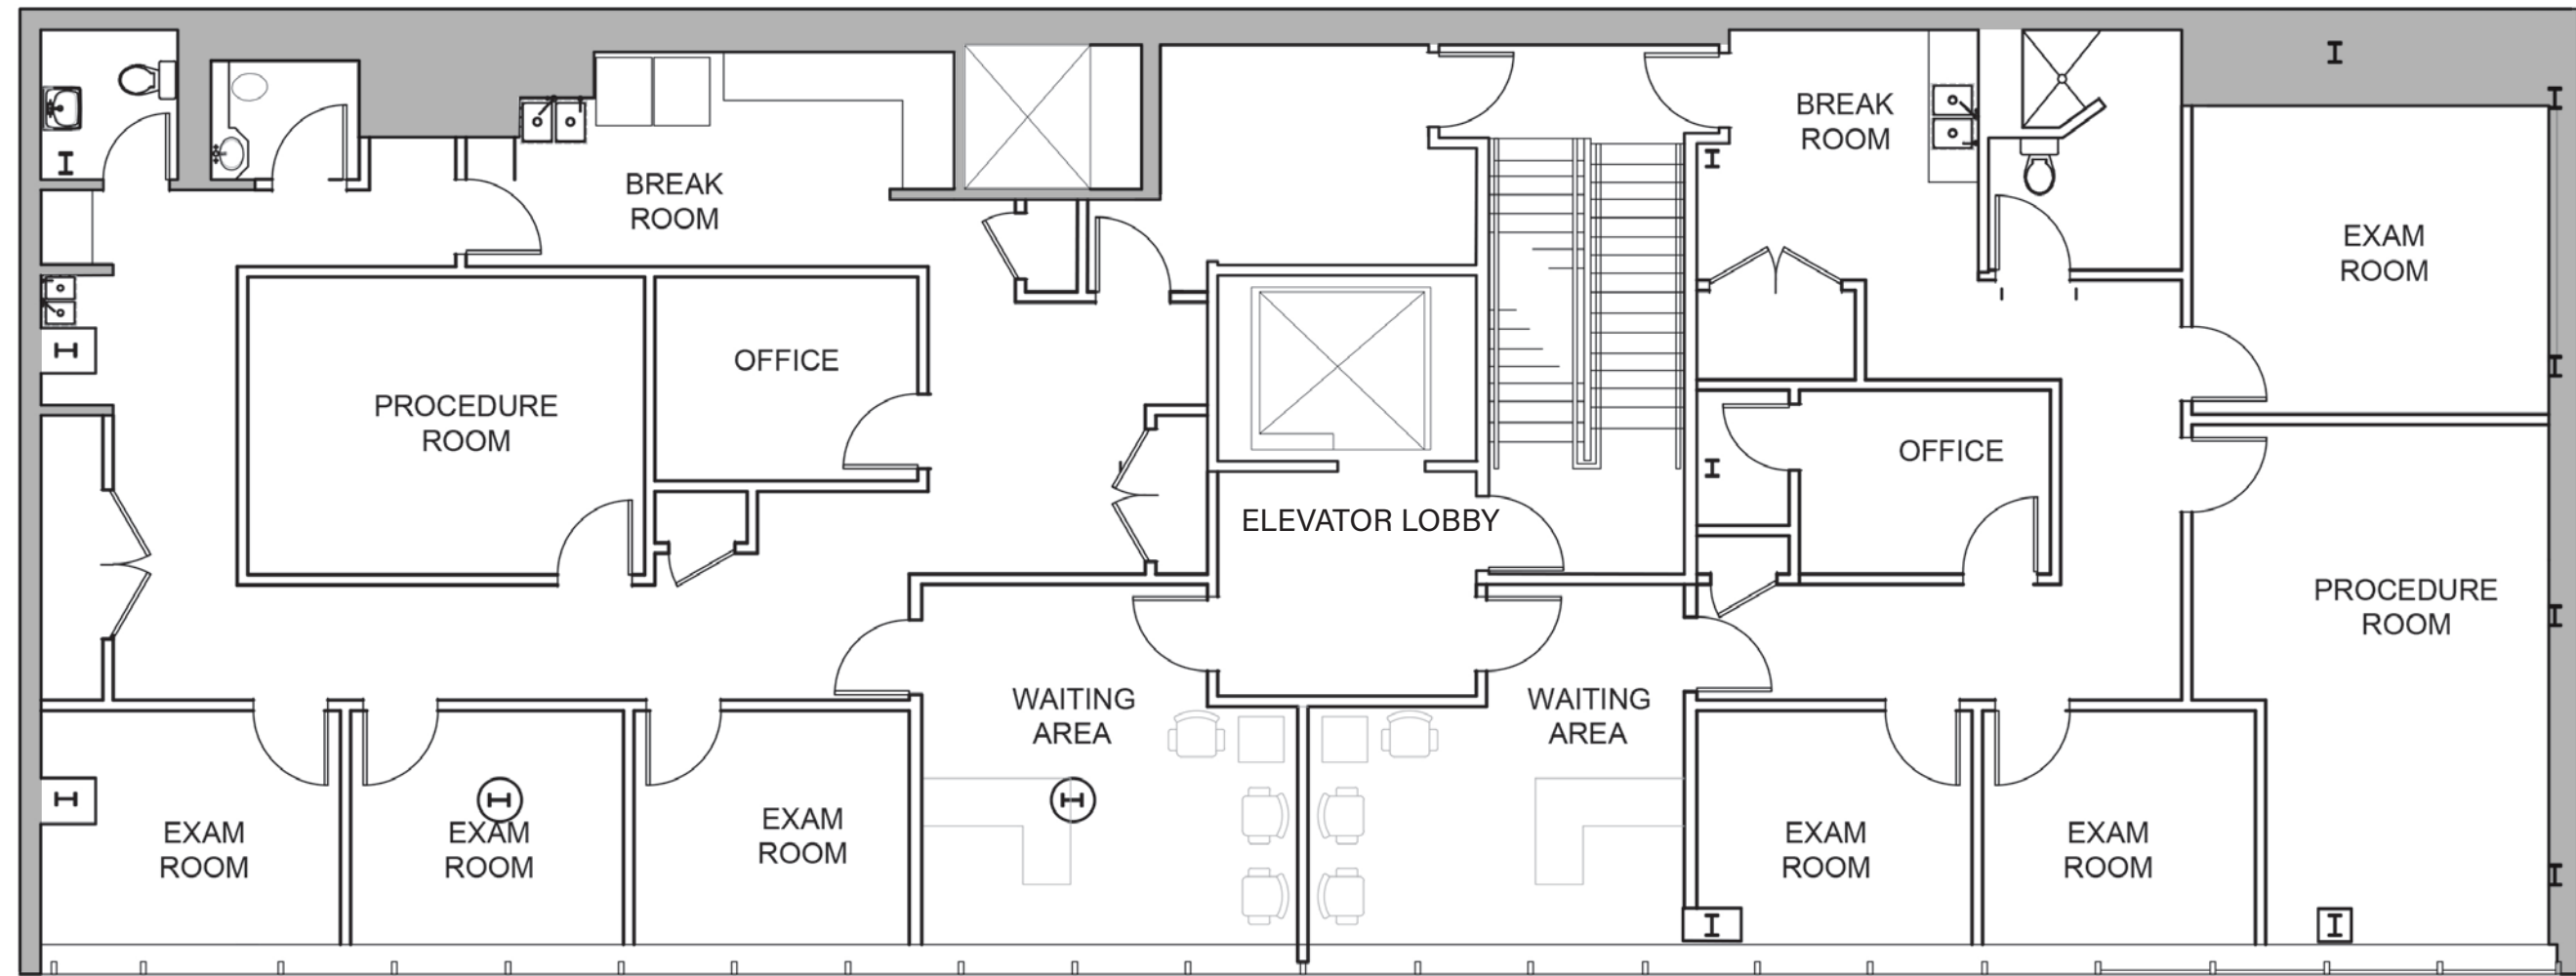 BREAK
ROOM
BREAK
ROOM
EXAM
ROOM
OFFICE
PROCEDURE
ROOM
OFFICE
ELEVATOR LOBBY
PROCEDURE
ROOM
WAITING
AREA
WAITING
AREA
EXAM
ROOM
EXAM
ROOM
EXAM
ROOM
EXAM
ROOM
EXAM
ROOM